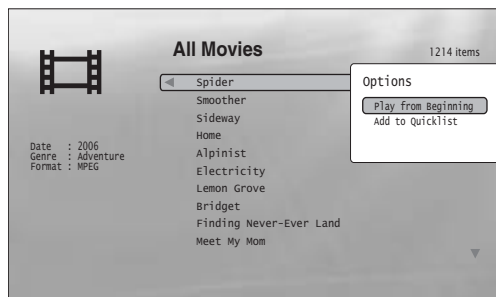 All Movies
1214 items
Spider
Smoother
Sideway
Home
Alpinist
Electricity
Lemon Grove
Bridget
Finding Never-Ever Land
Meet My Mom
Options
Play from Beginning
Add to Quicklist
Date : 2006
Genre : Adventure
Format : MPEG